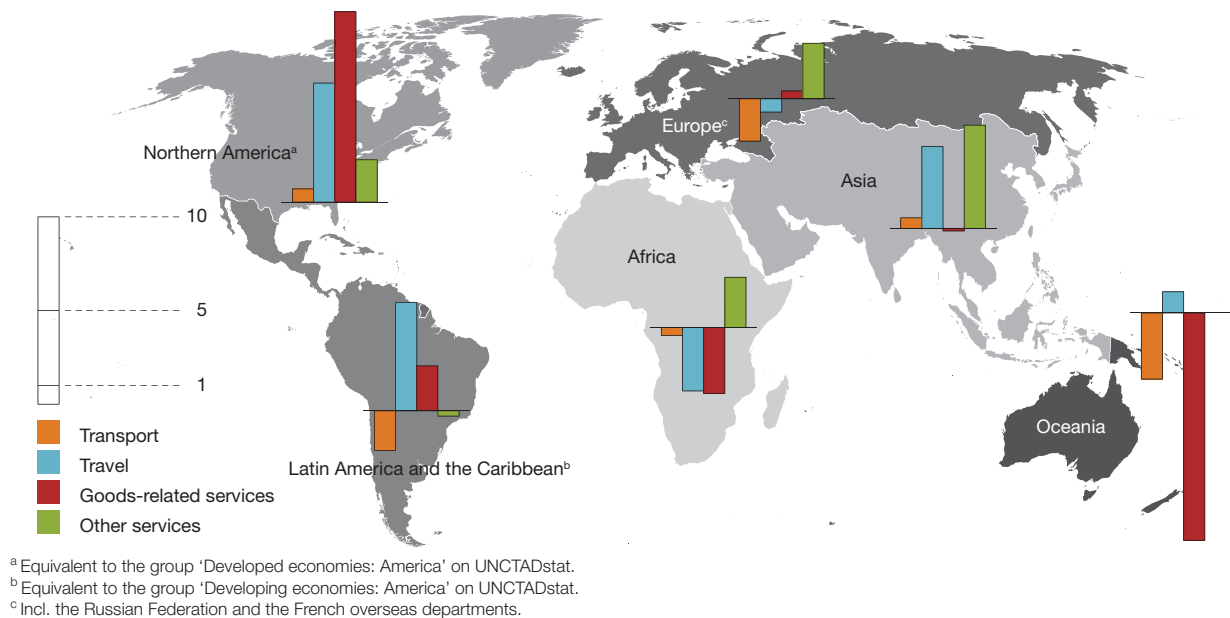 Northern Americaᵃ
Europeᶜ
Asia
Africa
10
5
1
Oceania
Transport
Travel
Latin America and the Caribbeanᵇ
Goods-related services
Other services
ᵃ Equivalent to the group ‘Developed economies: America’ on UNCTADstat.
ᵇ Equivalent to the group ‘Developing economies: America’ on UNCTADstat.
ᶜ Incl. the Russian Federation and the French overseas departments.